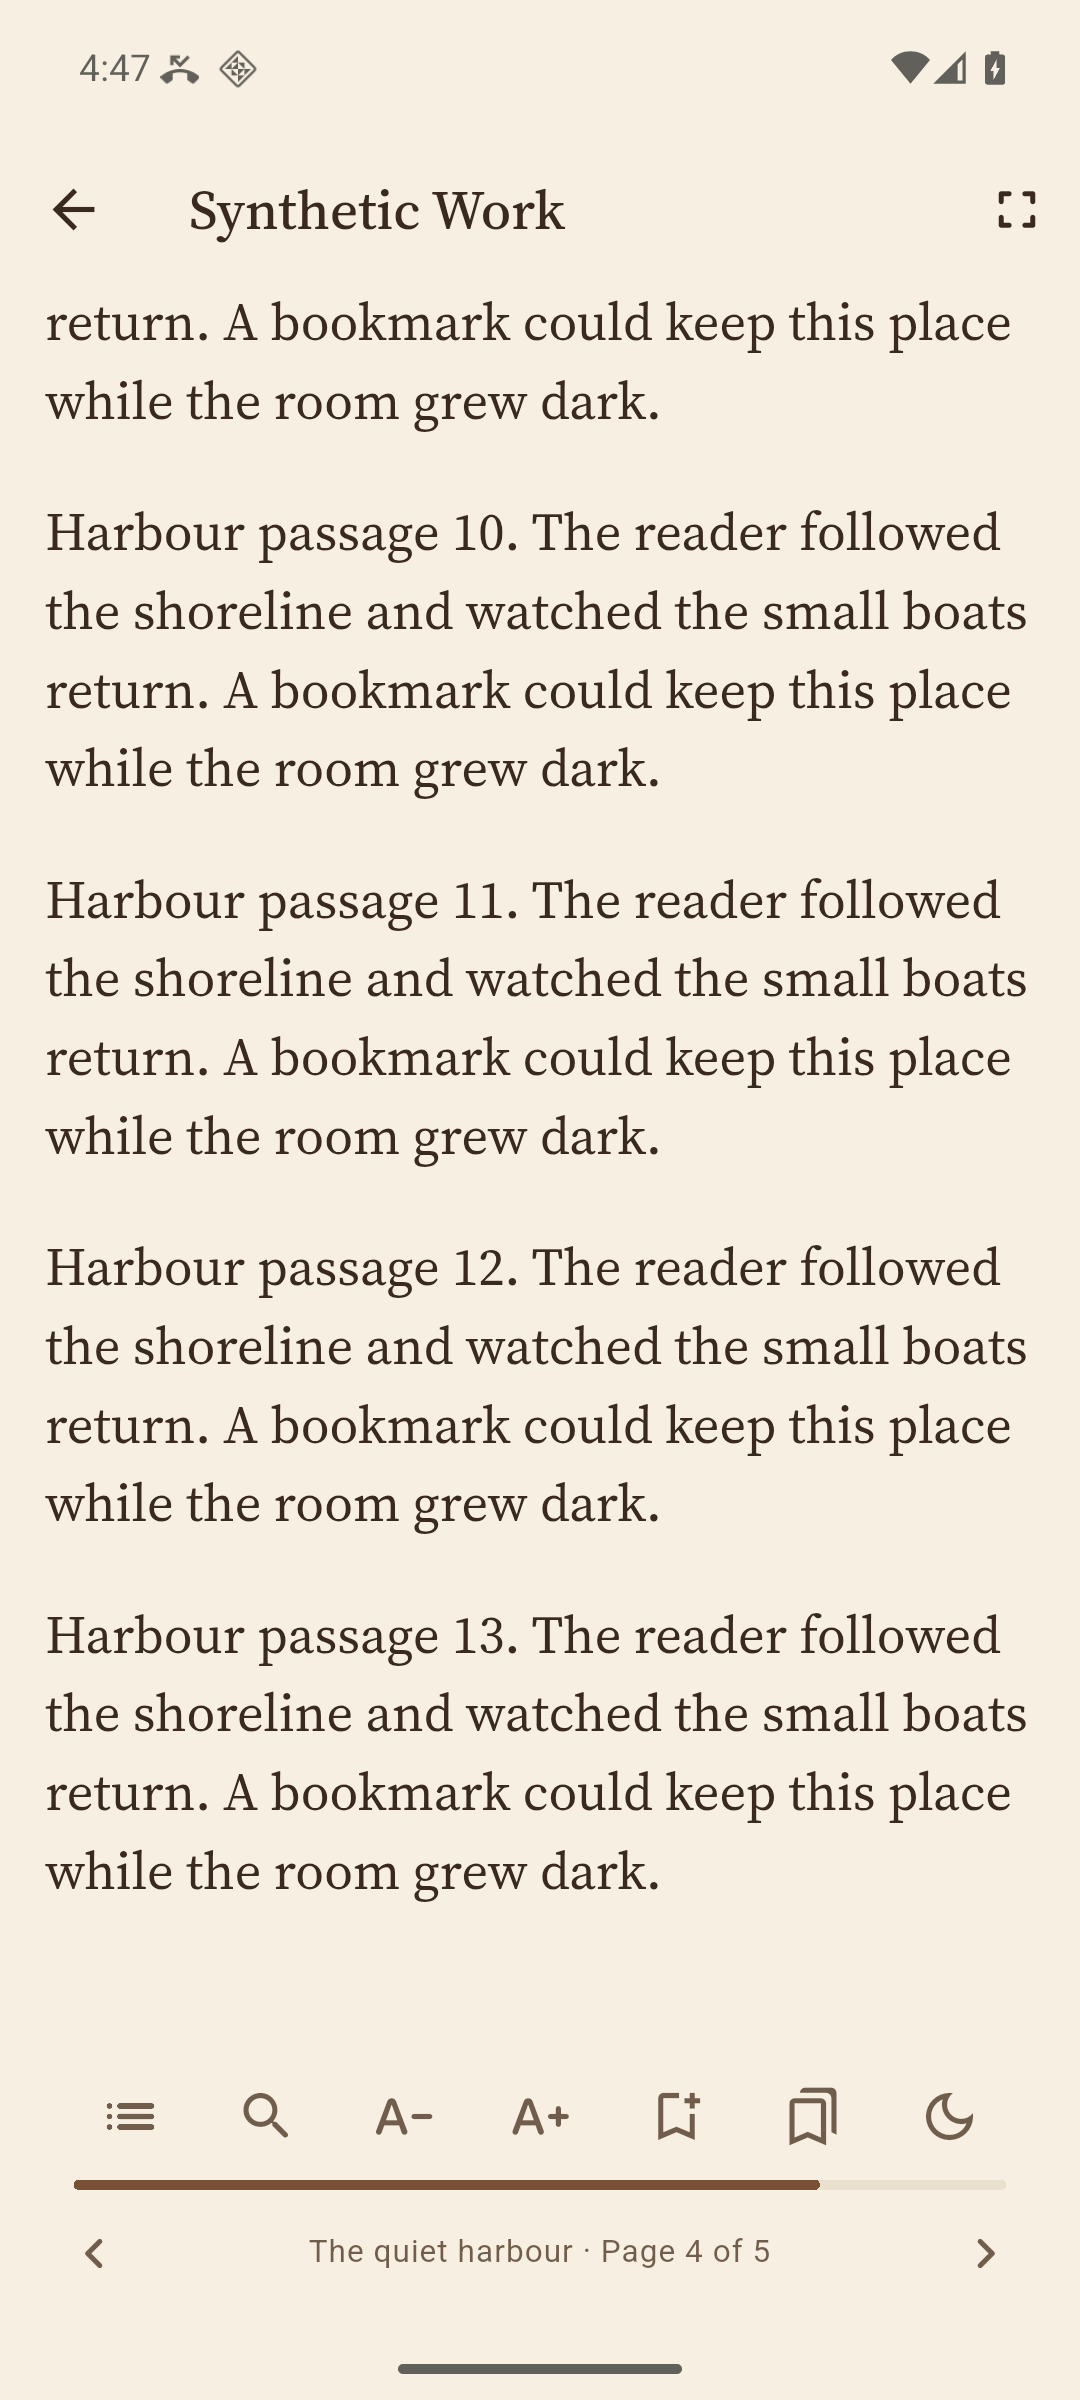 4:47
Synthetic Work
return. A bookmark could keep this place
while the room grew dark.
Harbour passage 10. The reader followed
the shoreline and watched the small boats
return. A bookmark could keep this place
while the room grew dark.
Harbour passage 11. The reader followed
the shoreline and watched the small boats
return. A bookmark could keep this place
while the room grew dark.
Harbour passage 12. The reader followed
the shoreline and watched the small boats
return. A bookmark could keep this place
while the room grew dark.
Harbour passage 13. The reader followed
the shoreline and watched the small boats
return. A bookmark could keep this place
while the room grew dark.
A- A+
The quiet harbour · Page 4 of 5